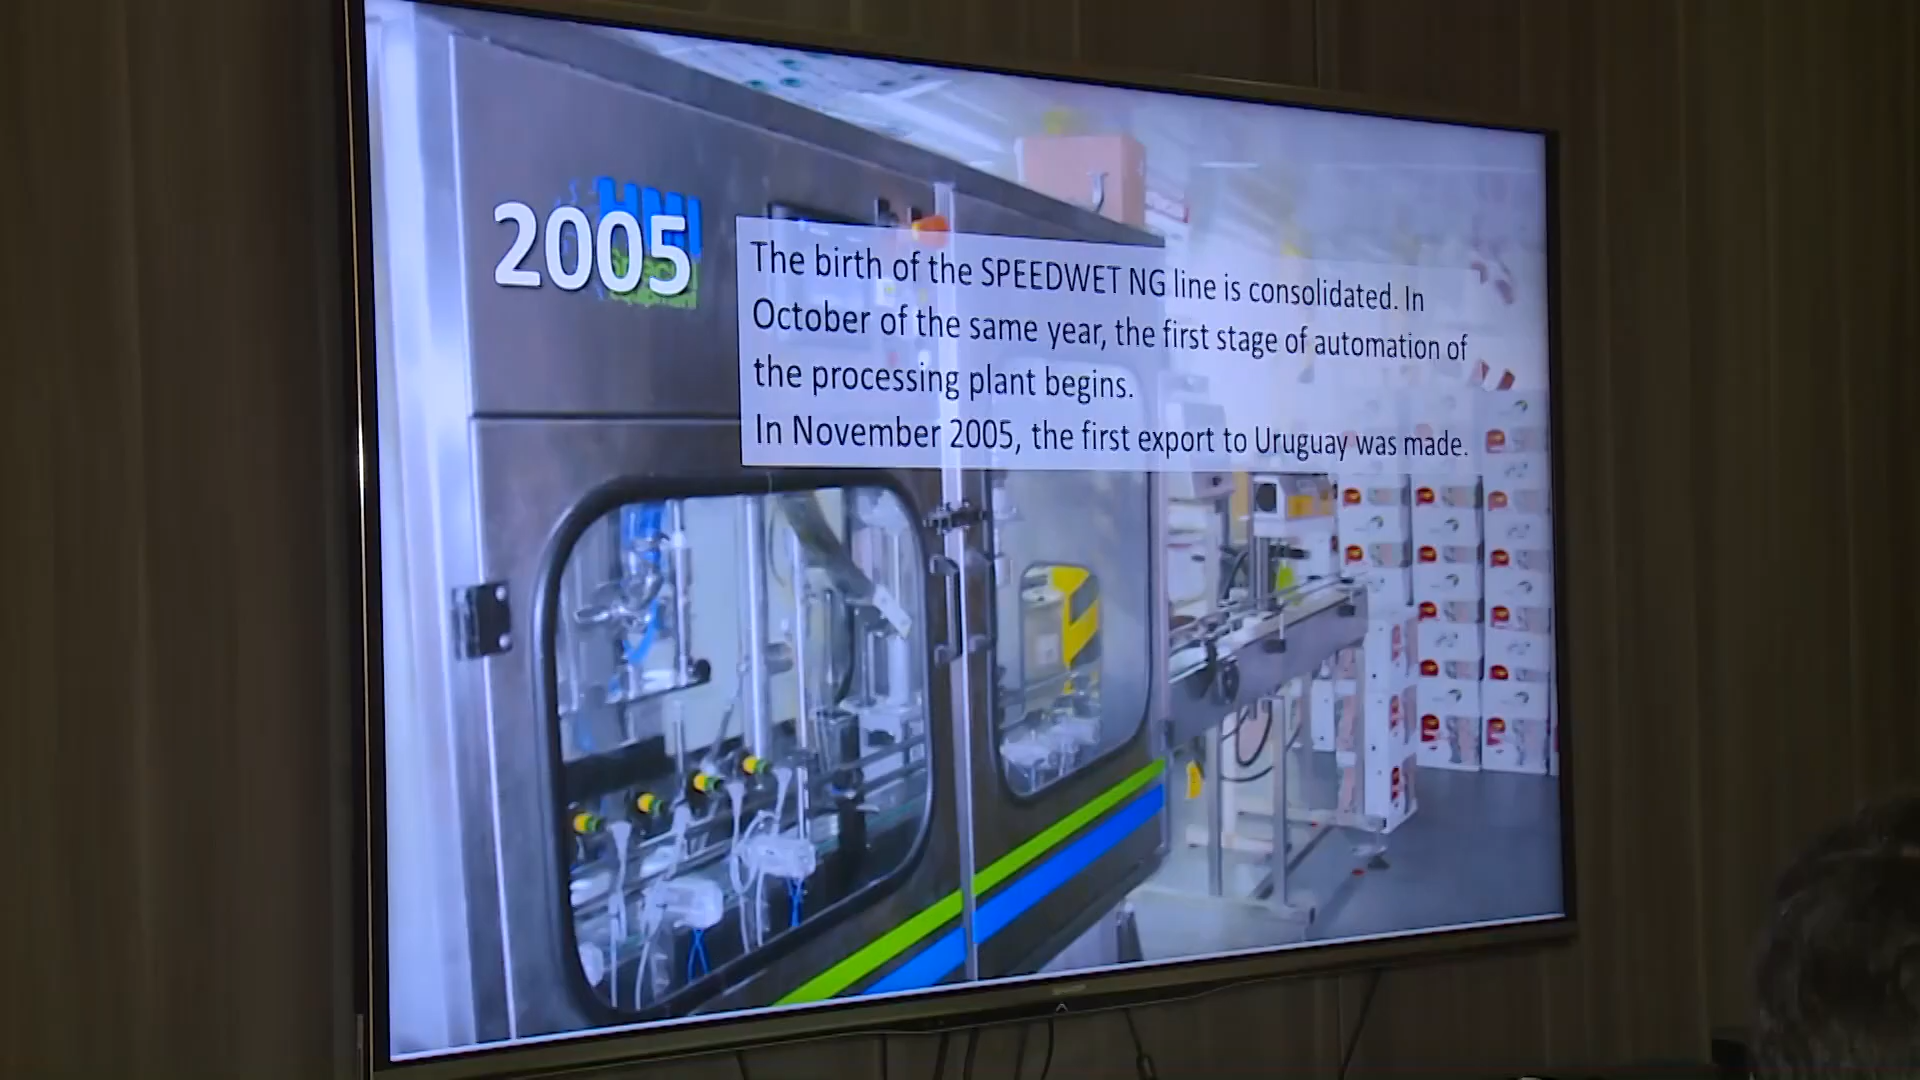 2005
HMI
The birth of the SPEEDWET NG line is consolidated. In
October of the same year, the first stage of automation of
the processing plant begins.
In November 2005, the first export to Uruguay was made.